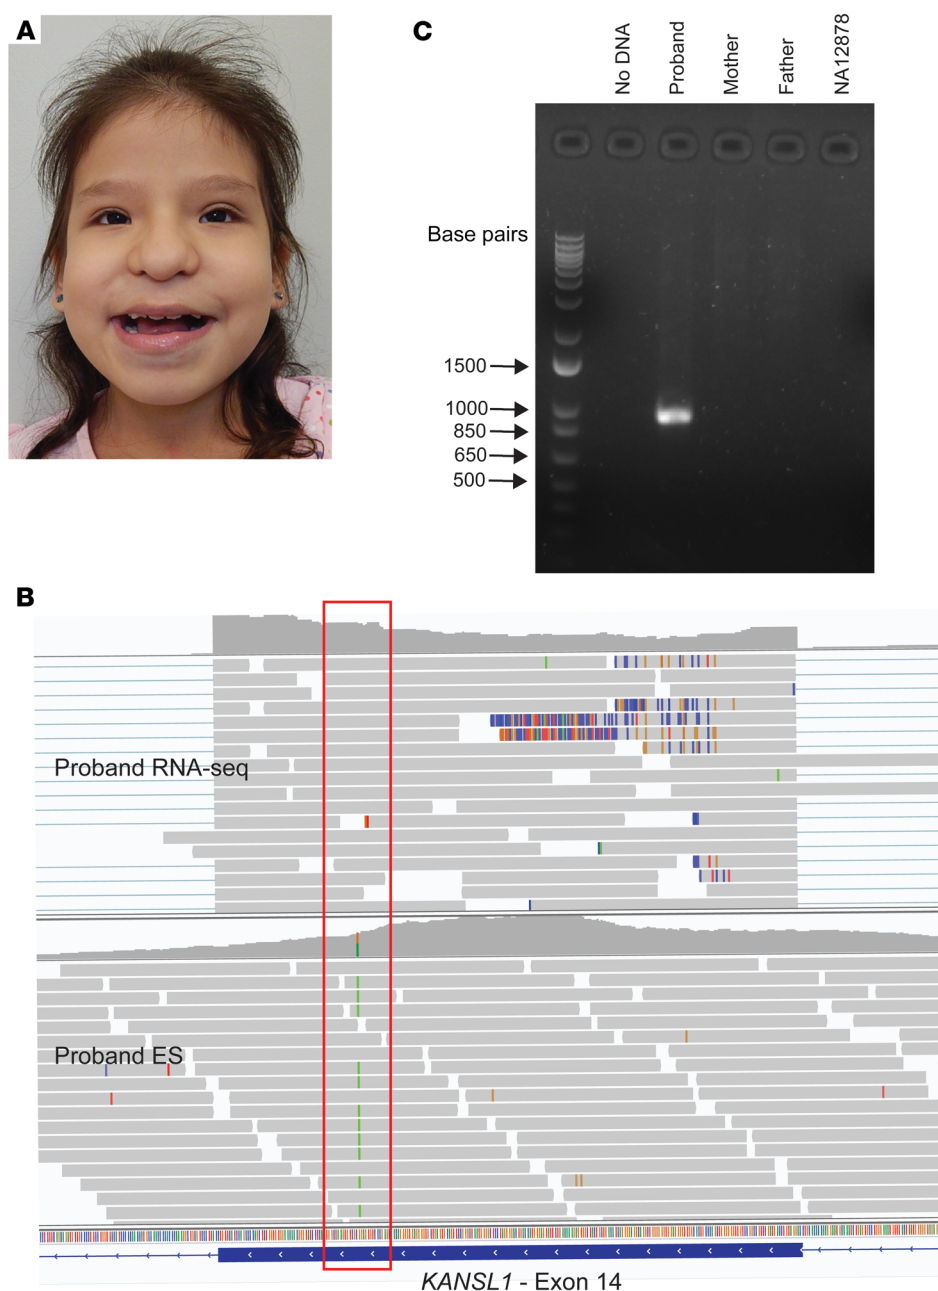 A
C
No DNA
Proband
Mother
Father
NA12878
Base pairs
1500
1000
850
650
500
B
Proband RNA-seq
Proband ES
KANSL1 - Exon 14